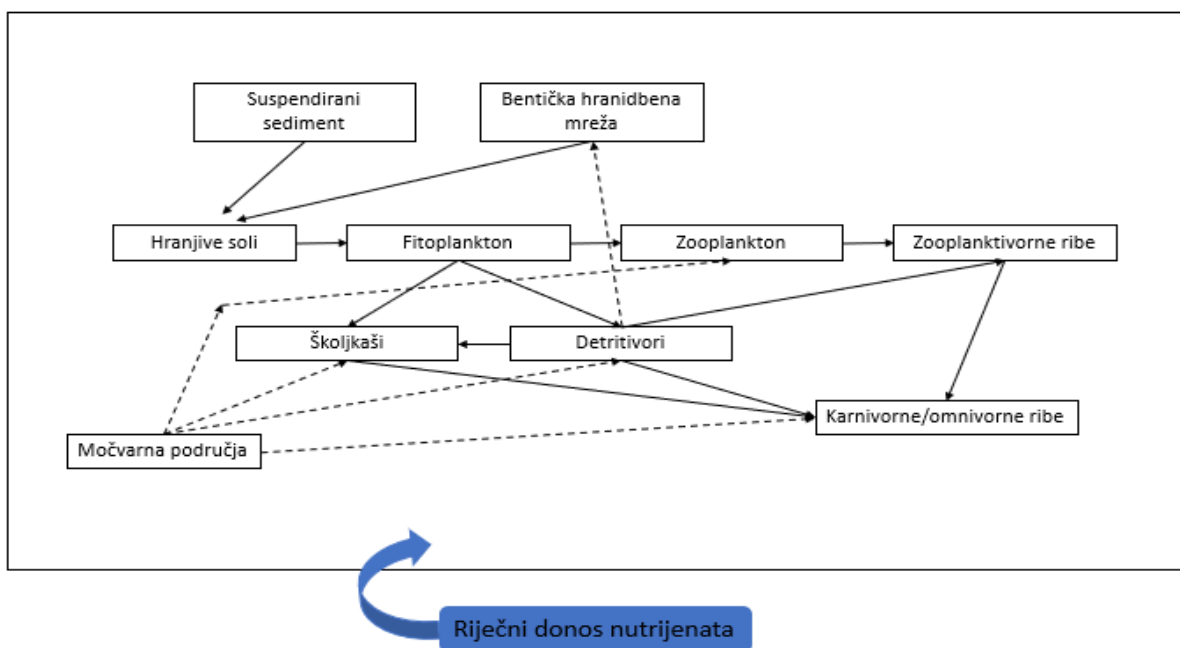 Suspendirani
sediment
Bentička hranidbena
mreža
Hranjive soli
Fitoplankton
Zooplankton
Zooplanktivorne ribe
Školjkaši
Detritivori
Karnivorne/omnivorne ribe
Močvarna područja
Riječni donos nutrijenata